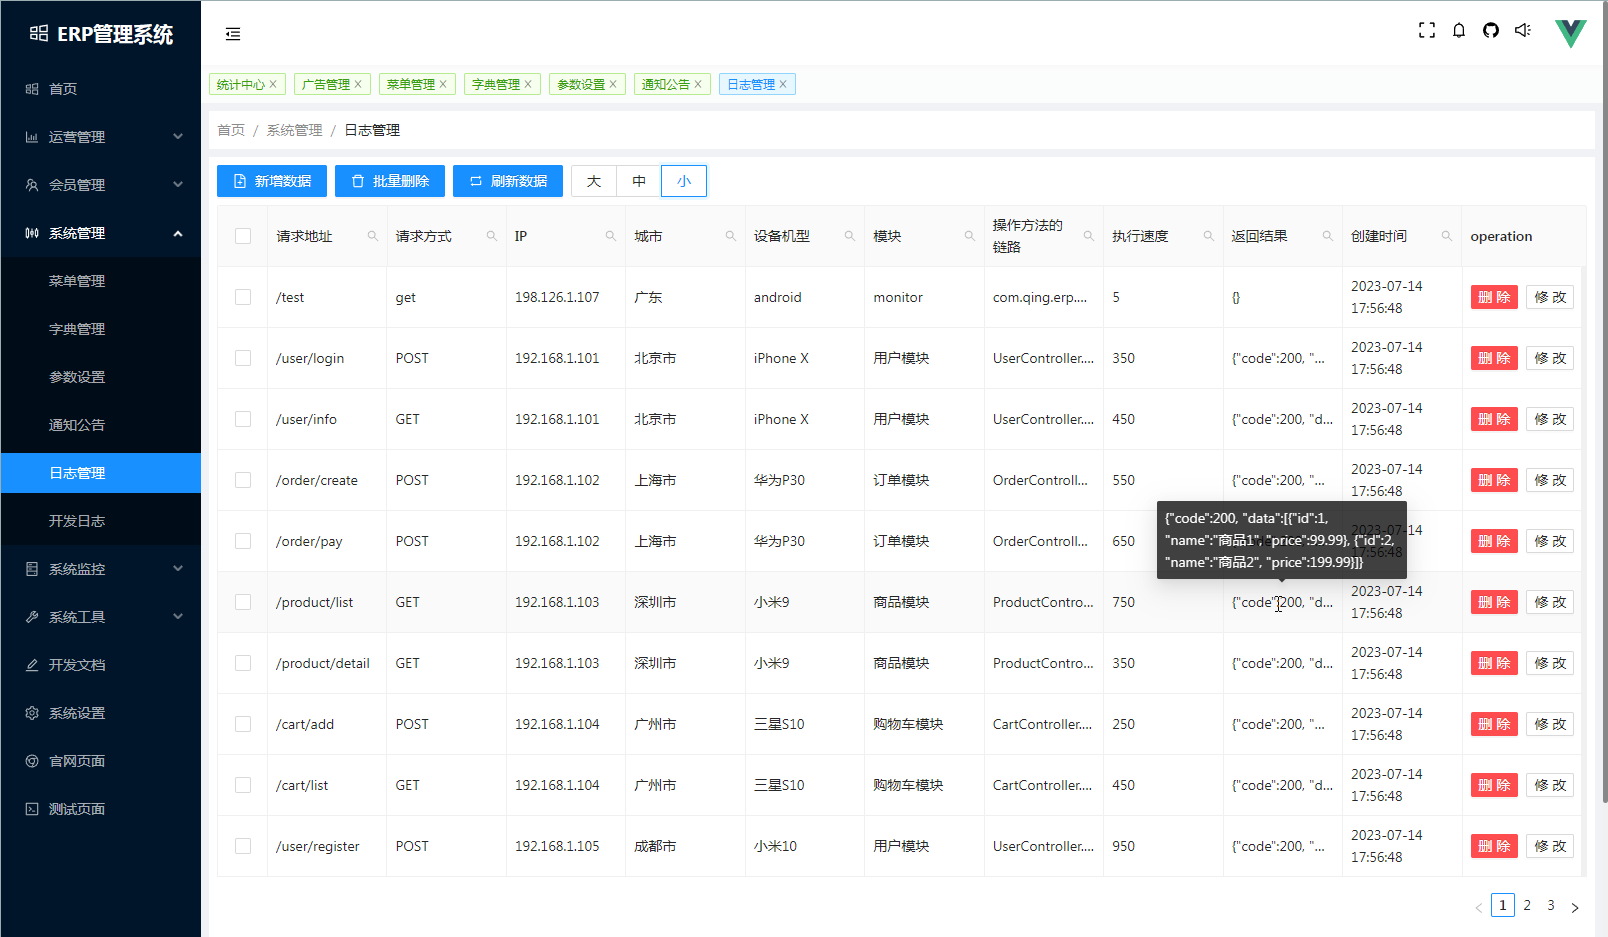 ERP管理系统
首页
运营管理
会员管理
系统管理
菜单管理
字典管理
参数设置
通知公告
日志管理
开发日志
系统监控
系统工具
开发文档
系统设置
官网页面
测试页面
统计中心 广告管理 菜单管理 字典管理 参数设置 通知公告 日志管理
首页 / 系统管理 / 日志管理
新增数据 批量删除 刷新数据 大 中 小
请求地址 请求方式 IP 城市 设备机型 模块 操作方法的链路 执行速度 返回结果 创建时间 operation
/test get 198.126.1.107 广东 android monitor com.qing.erp.... 5 {} 2023-07-14 17:56:48 删 除 修 改
/user/login POST 192.168.1.101 北京市 iPhone X 用户模块 UserController.... 350 {"code":200, "... 2023-07-14 17:56:48 删 除 修 改
/user/info GET 192.168.1.101 北京市 iPhone X 用户模块 UserController.... 450 {"code":200, "d... 2023-07-14 17:56:48 删 除 修 改
/order/create POST 192.168.1.102 上海市 华为P30 订单模块 OrderControll... 550 {"code":200, "... 2023-07-14 17:56:48 删 除 修 改
{"code":200, "data":[{"id":1,
"name":"商品1", "price":99.99}, {"id":2,
"name":"商品2", "price":199.99}]}
/order/pay POST 192.168.1.102 上海市 华为P30 订单模块 OrderControll... 650 删 除 修 改
/product/list GET 192.168.1.103 深圳市 小米9 商品模块 ProductContro... 750 {"code":200, "d... 2023-07-14 17:56:48 删 除 修 改
/product/detail GET 192.168.1.103 深圳市 小米9 商品模块 ProductContro... 350 {"code":200, "d... 2023-07-14 17:56:48 删 除 修 改
/cart/add POST 192.168.1.104 广州市 三星S10 购物车模块 CartController.... 250 {"code":200, "... 2023-07-14 17:56:48 删 除 修 改
/cart/list GET 192.168.1.104 广州市 三星S10 购物车模块 CartController.... 450 {"code":200, "d... 2023-07-14 17:56:48 删 除 修 改
/user/register POST 192.168.1.105 成都市 小米10 用户模块 UserController.... 950 {"code":200, "... 2023-07-14 17:56:48 删 除 修 改
1 2 3